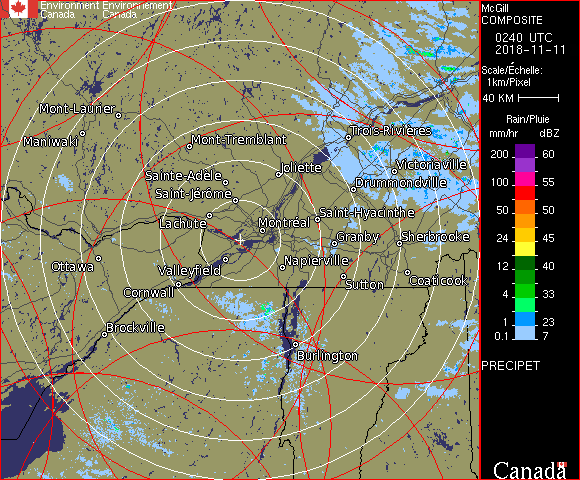 Environment Environnement
Canada Canada
McGill
COMPOSITE
0240 UTC
2018-11-11
Scale/Échelle:
1km/Pixel
40 KM
Rain/Pluie
mm/hr dBZ
200 60
100 55
50 50
24 45
12 40
4 33
1 23
0.1 7
PRECIPET
Canada
Mont-Laurier
Maniwaki
Mont-Tremblant
Trois-Rivières
Sainte-Adèle
Joliette
Victoriaville
Saint-Jérôme
Drummondville
Lachute
Montréal
Saint-Hyacinthe
Granby
Sherbrooke
Ottawa
Valleyfield
Napierville
Cornwall
Sutton
Coaticook
Brockville
Burlington